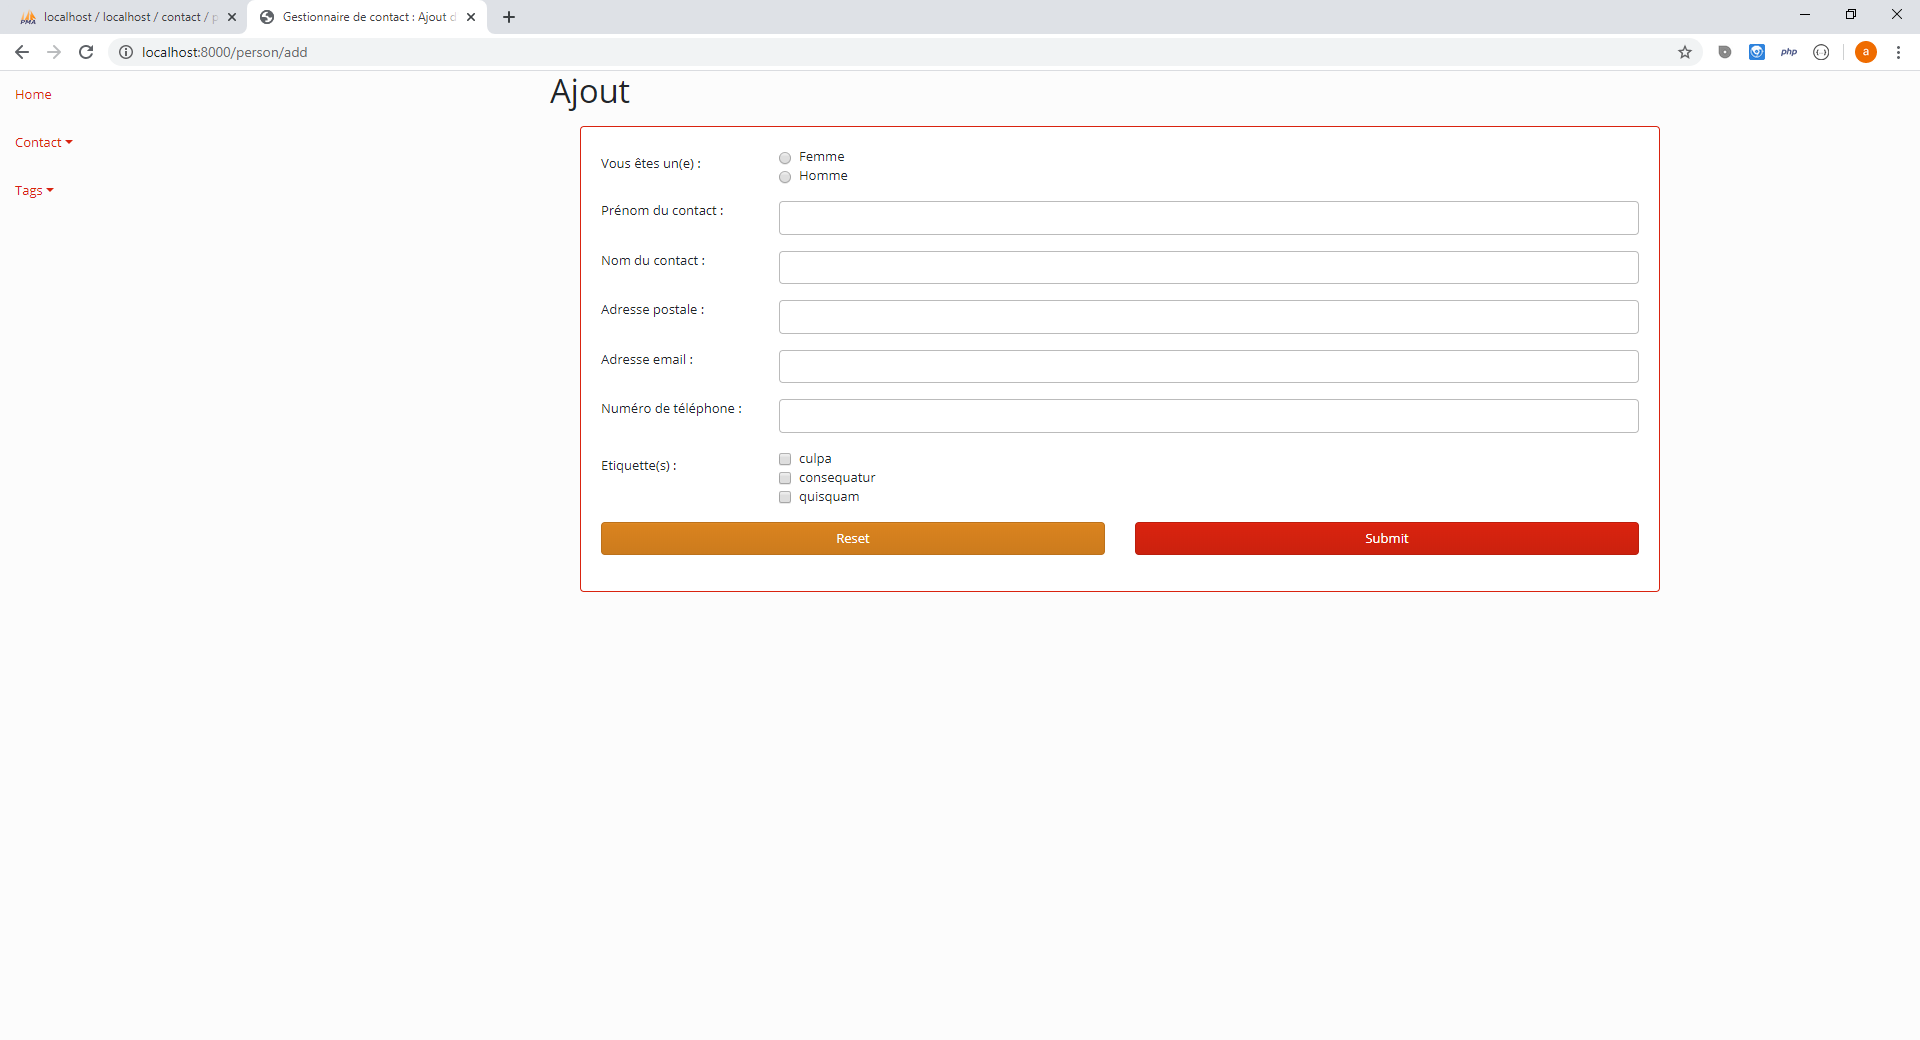 localhost / localhost / contact / p
Gestionnaire de contact : Ajout d
localhost:8000/person/add
php
a
Home
Contact
Tags
Ajout
Vous êtes un(e) :
Femme
Homme
Prénom du contact :
Nom du contact :
Adresse postale :
Adresse email :
Numéro de téléphone :
Etiquette(s) :
culpa
consequatur
quisquam
Reset
Submit